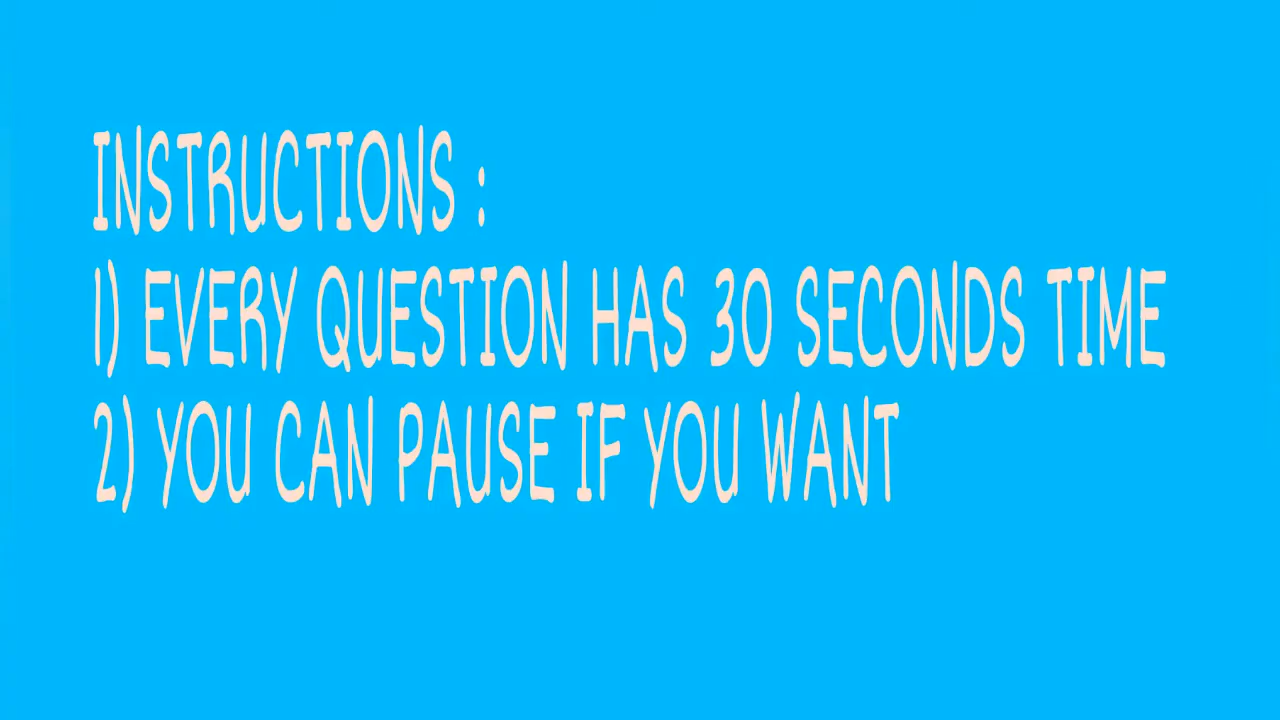 INSTRUCTIONS :
1) EVERY QUESTION HAS 30 SECONDS TIME
2) YOU CAN PAUSE IF YOU WANT